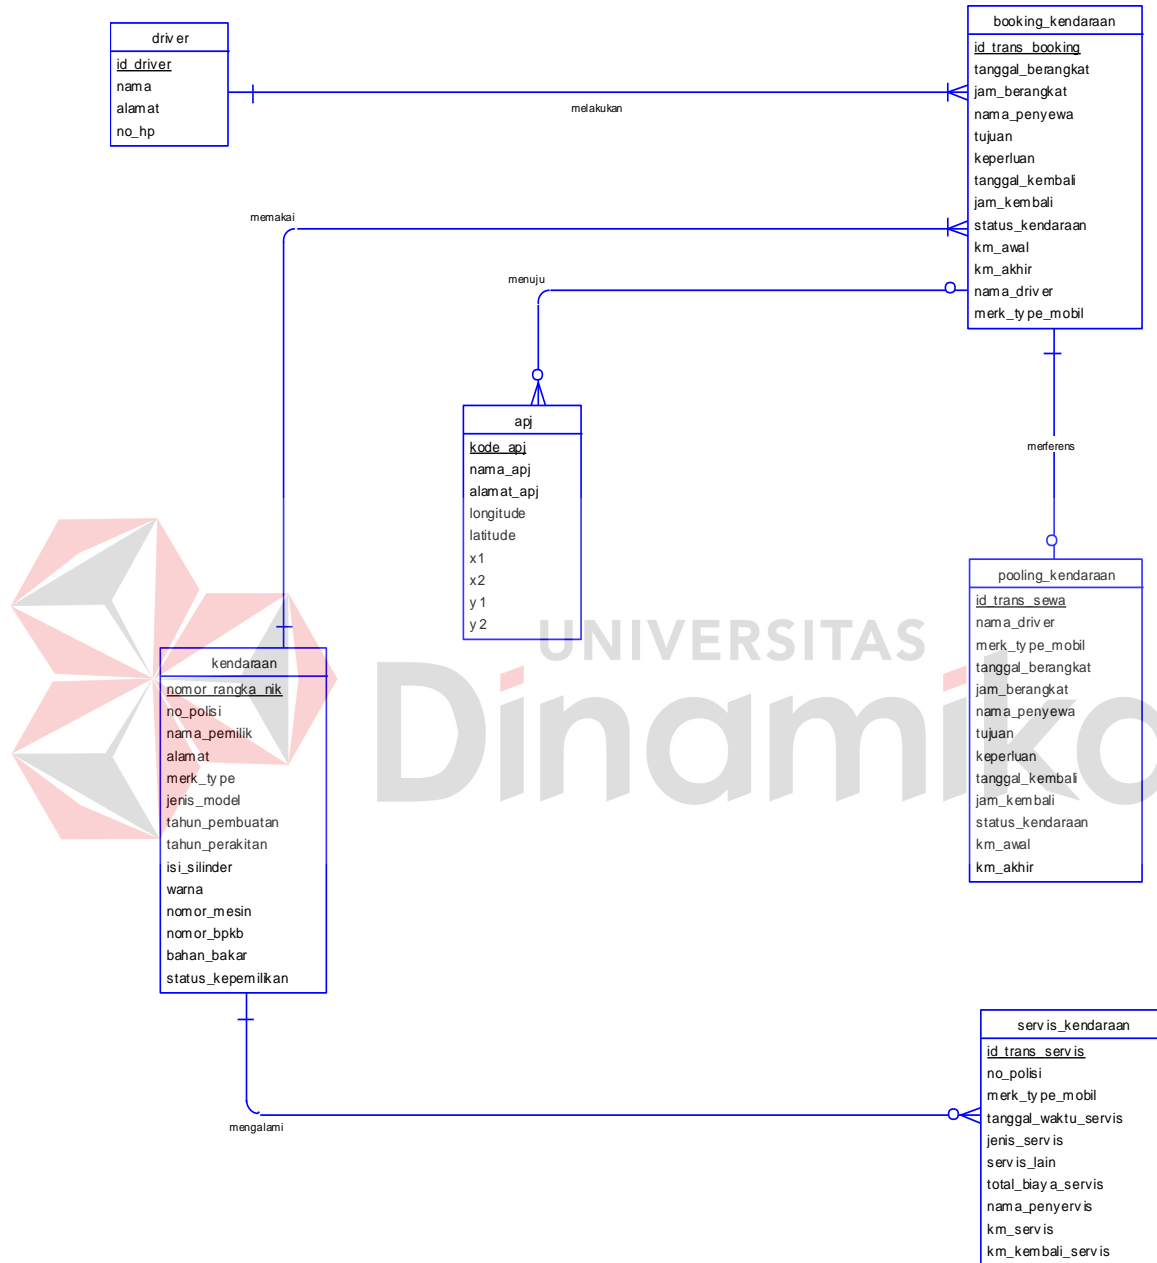 driver
id_driver
nama
alamat
no_hp
melakukan
booking_kendaraan
id_trans_booking
tanggal_berangkat
jam_berangkat
nama_penyewa
tujuan
keperluan
tanggal_kembali
jam_kembali
status_kendaraan
km_awal
km_akhir
nama_driver
merk_type_mobil
memakai
menuju
apj
kode_apj
nama_apj
alamat_apj
longitude
latitude
x1
x2
y1
y2
merferens
pooling_kendaraan
id_trans_sewa
nama_driver
merk_type_mobil
tanggal_berangkat
jam_berangkat
nama_penyewa
tujuan
keperluan
tanggal_kembali
jam_kembali
status_kendaraan
km_awal
km_akhir
UNIVERSITAS
Dinamika
kendaraan
nomor_rangka_nik
no_polisi
nama_pemilik
alamat
merk_type
jenis_model
tahun_pembuatan
tahun_perakitan
isi_silinder
warna
nomor_mesin
nomor_bpkb
bahan_bakar
status_kepemilikan
mengalami
servis_kendaraan
id_trans_servis
no_polisi
merk_type_mobil
tanggal_waktu_servis
jenis_servis
servis_lain
total_biaya_servis
nama_penyervis
km_servis
km_kembali_servis